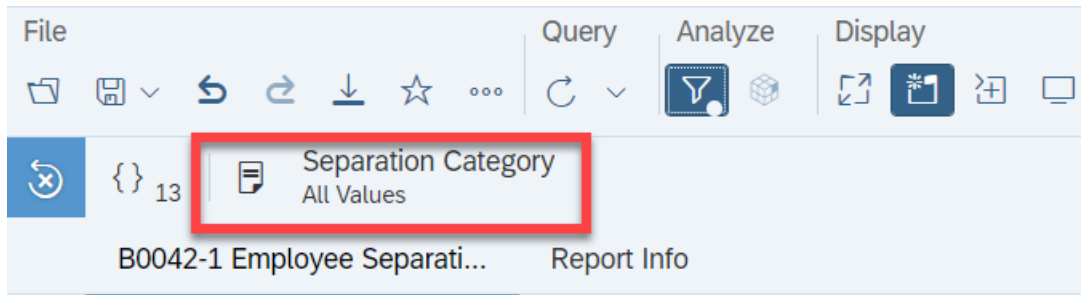 File Query Analyze Display
{} 13 Separation Category
All Values
B0042-1 Employee Separati... Report Info